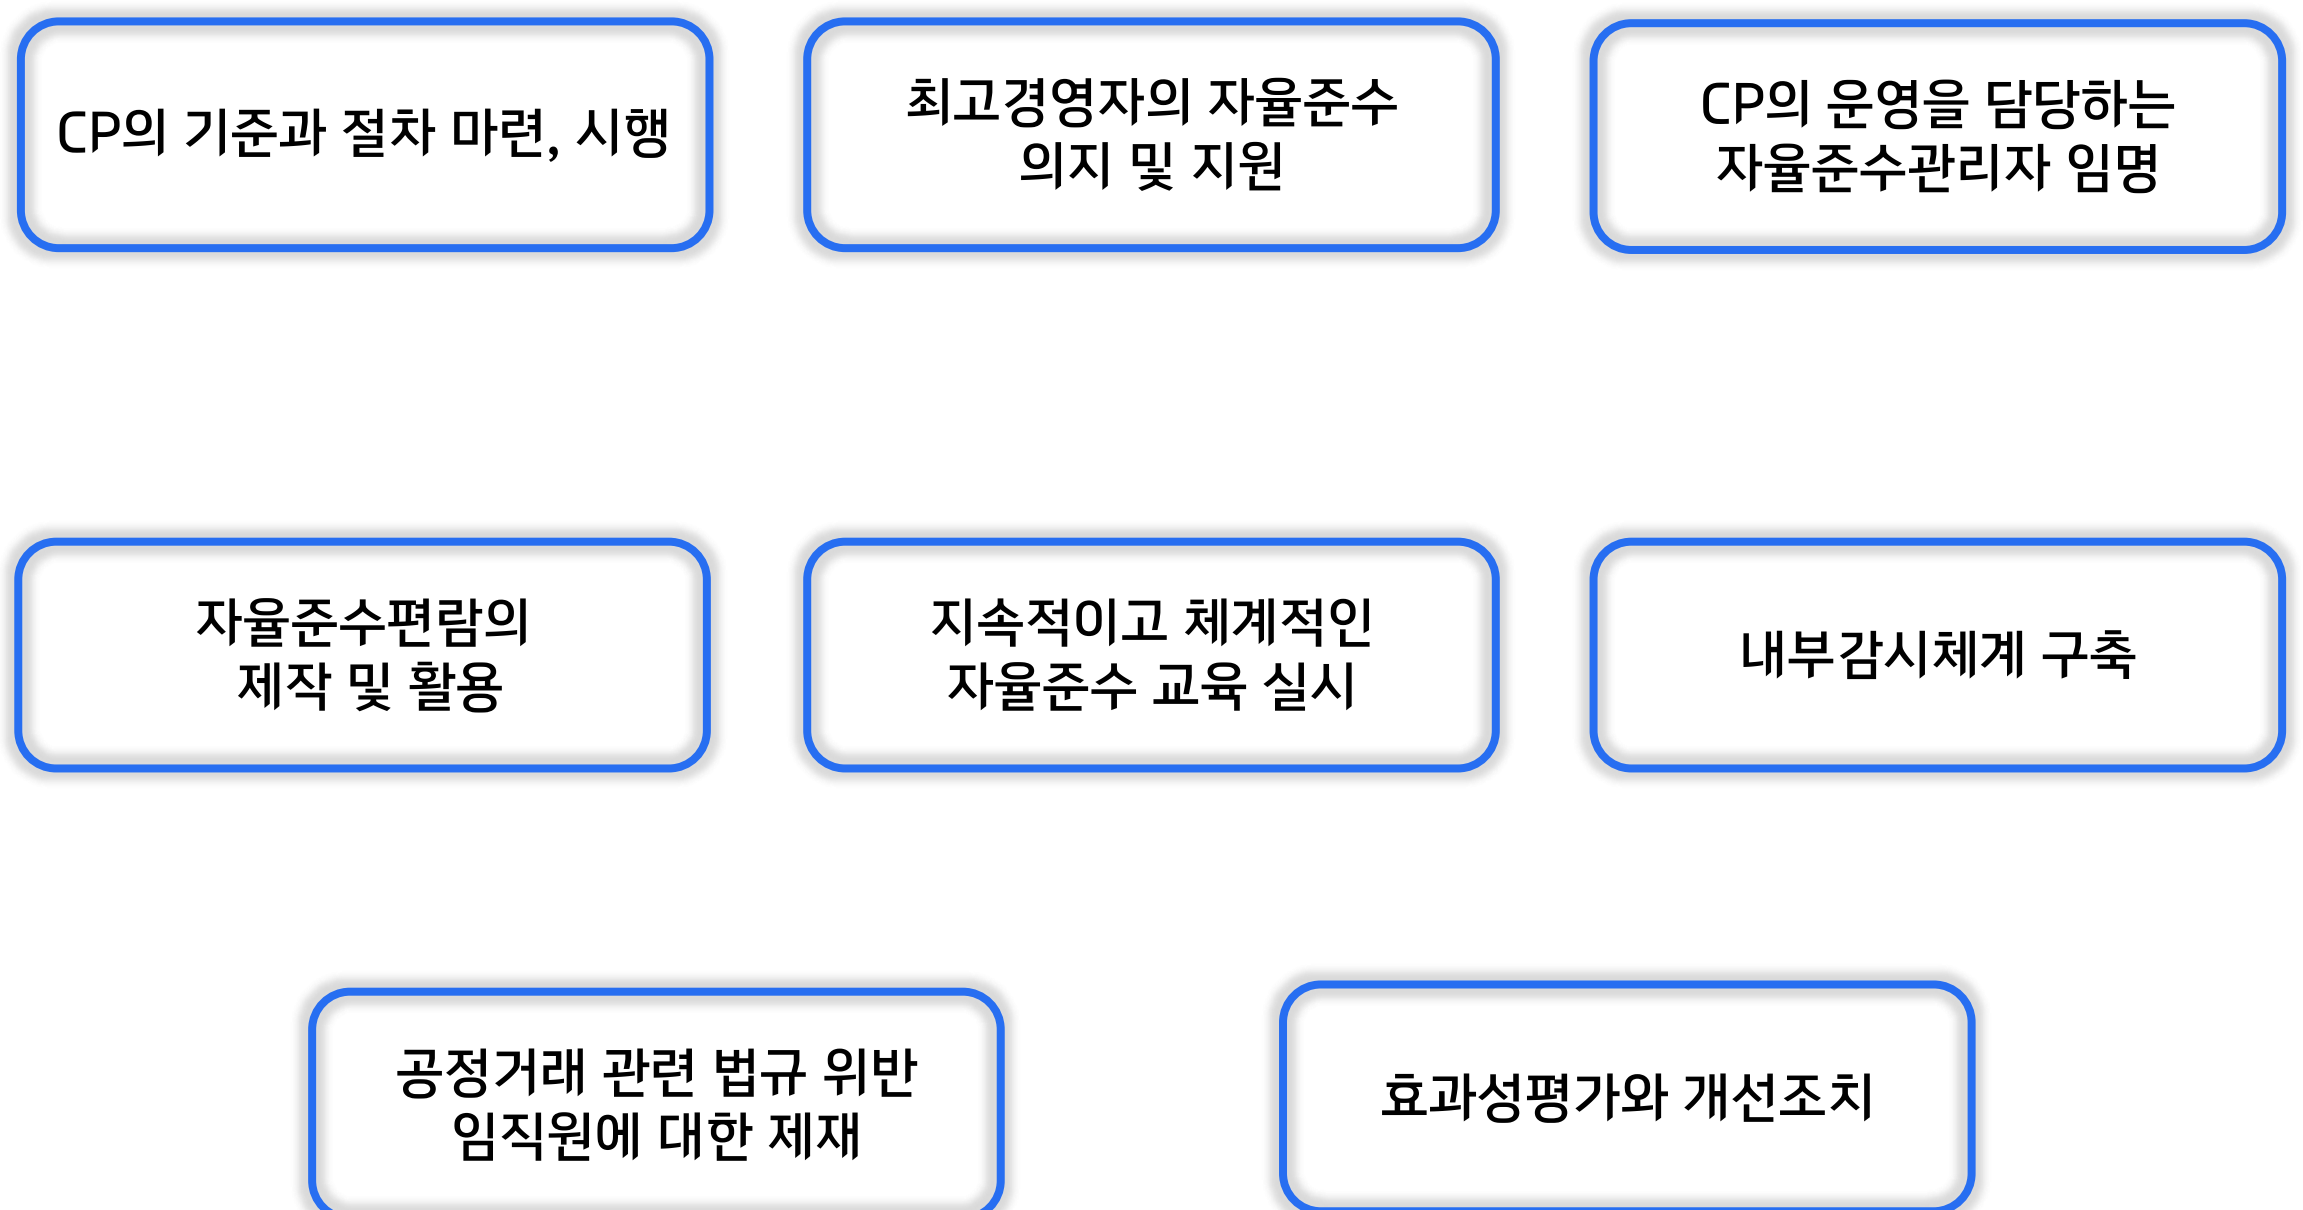 CP의 기준과 절차 마련, 시행
최고경영자의 자율준수
의지 및 지원
CP의 운영을 담당하는
자율준수관리자 임명
자율준수편람의
제작 및 활용
지속적이고 체계적인
자율준수 교육 실시
내부감시체계 구축
공정거래 관련 법규 위반
임직원에 대한 제재
효과성평가와 개선조치